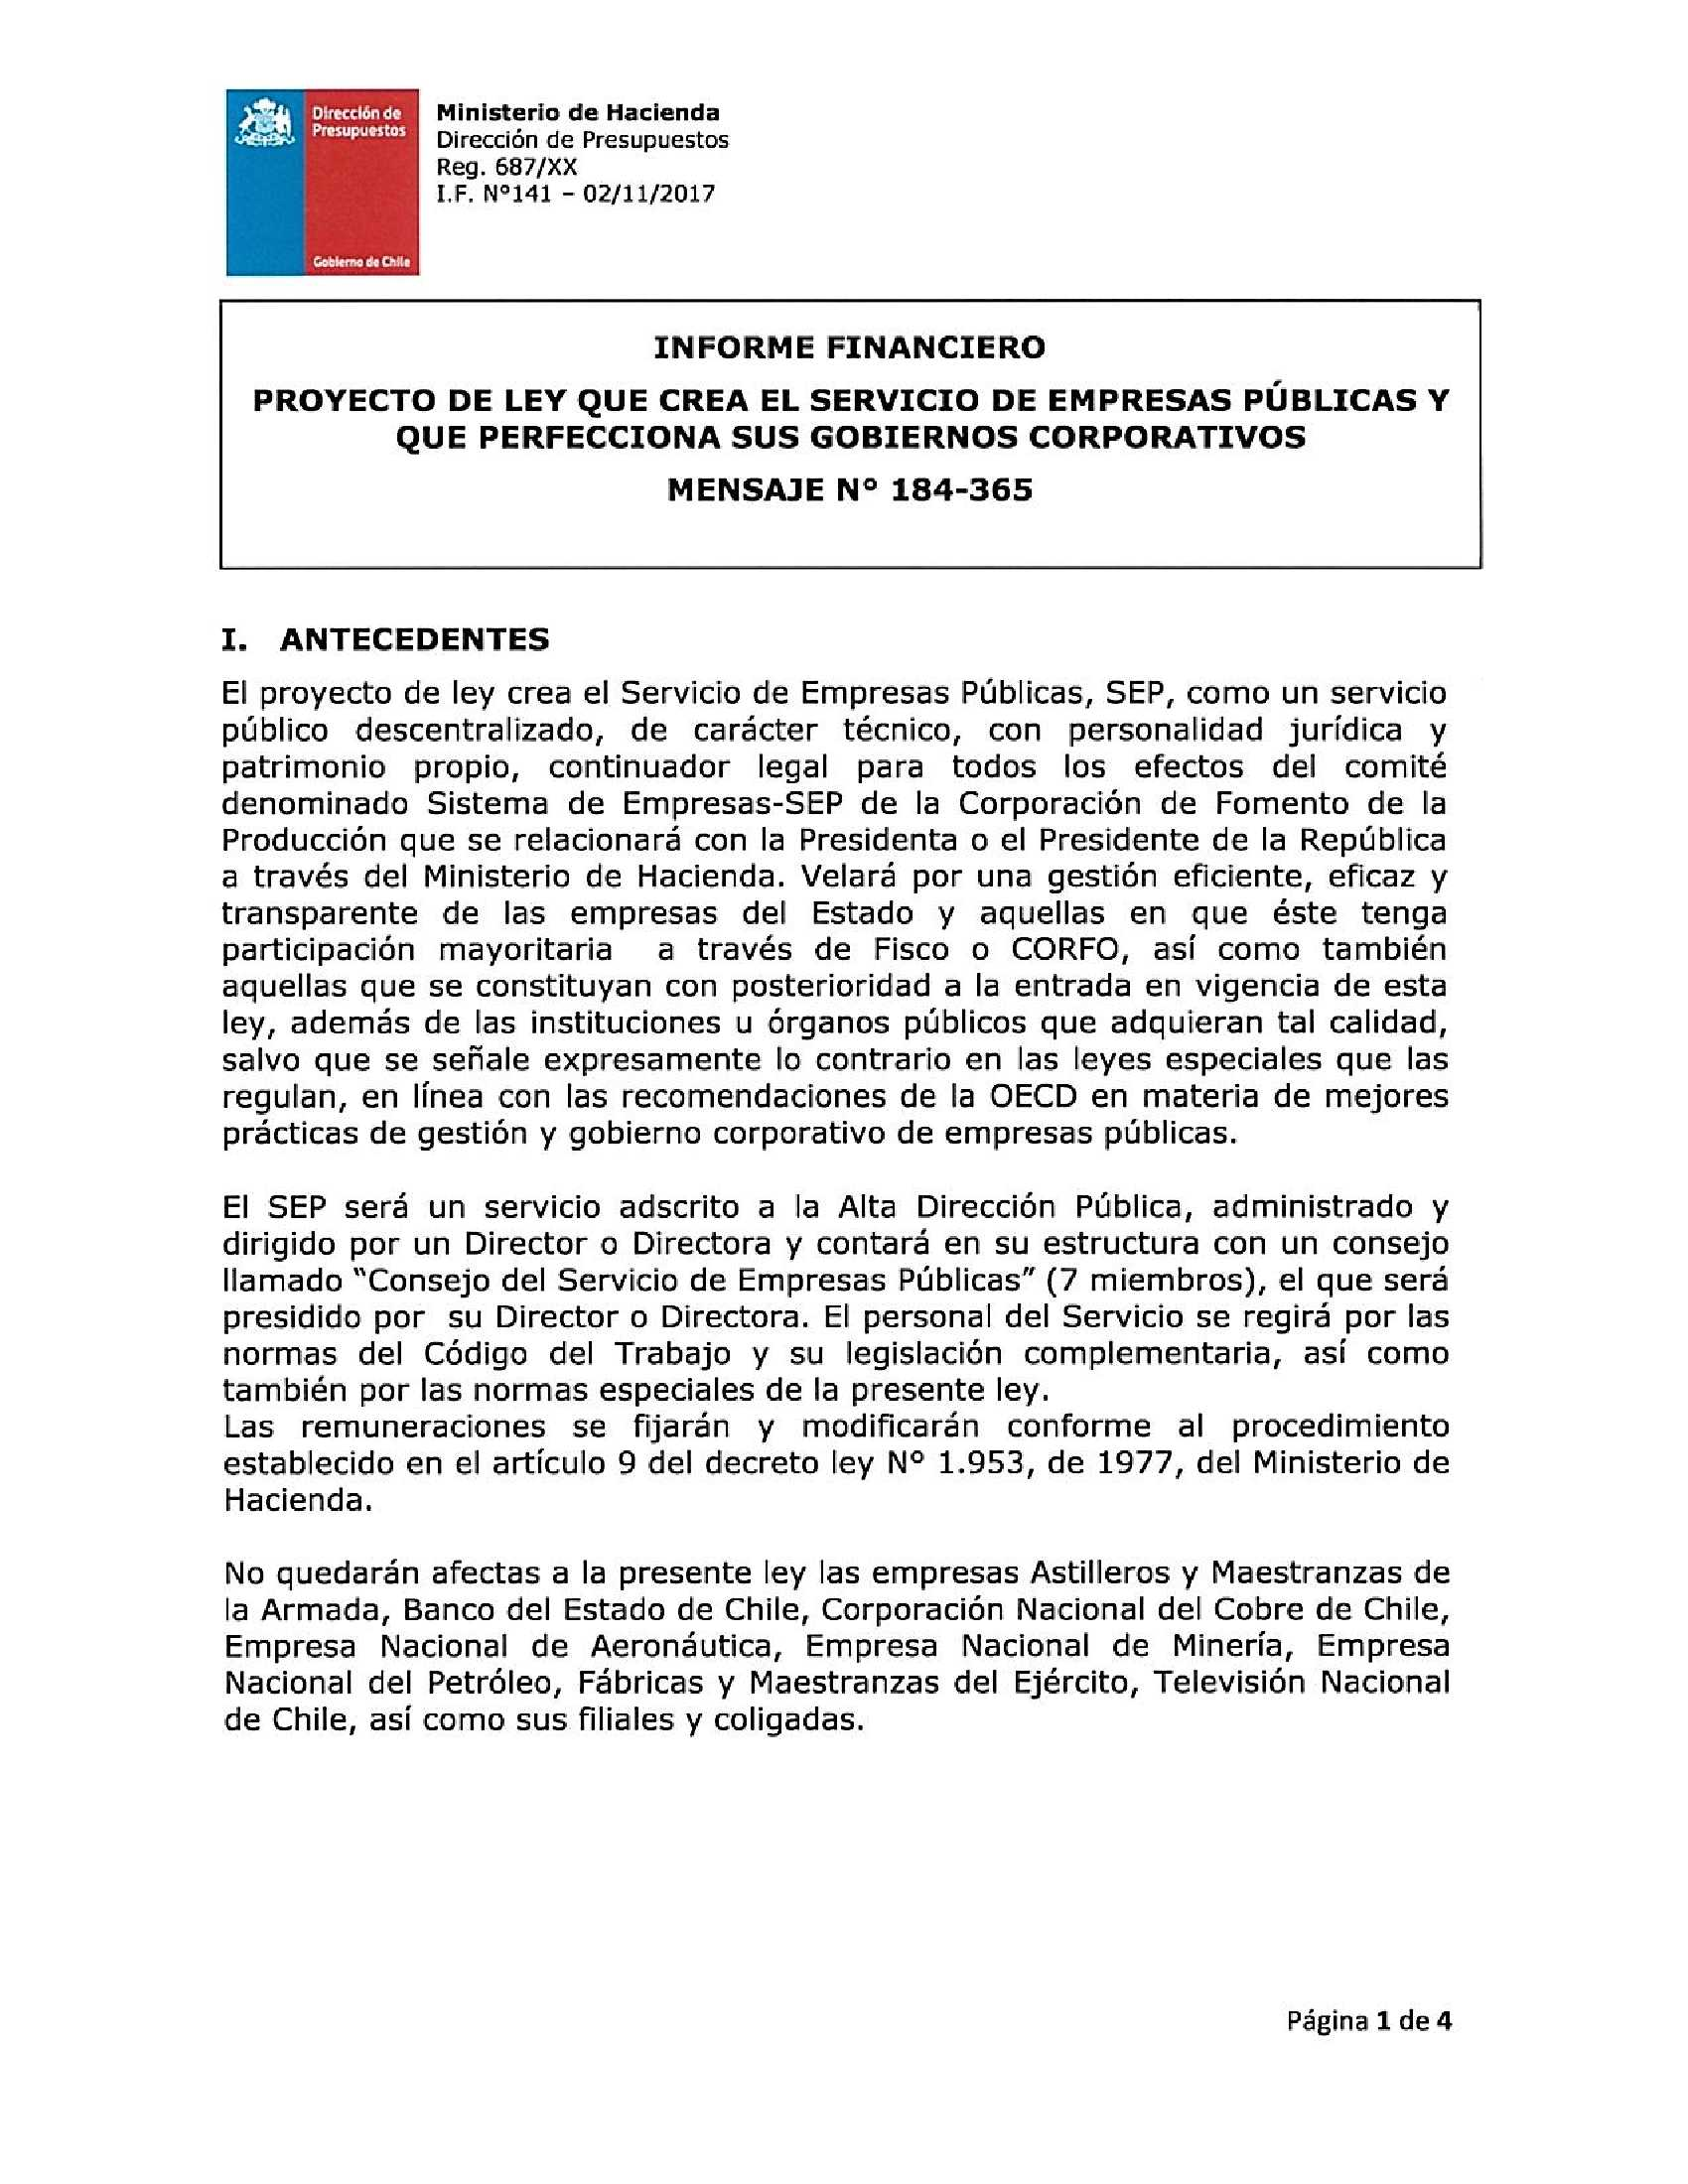 Dirección de
Presupuestos
Gobierno de Chile
Ministerio de Hacienda
Dirección de Presupuestos
Reg. 687/XX
I.F. Nº141 – 02/11/2017
INFORME FINANCIERO
PROYECTO DE LEY QUE CREA EL SERVICIO DE EMPRESAS PÚBLICAS Y
QUE PERFECCIONA SUS GOBIERNOS CORPORATIVOS
MENSAJE Nº 184-365
I. ANTECEDENTES
El proyecto de ley crea el Servicio de Empresas Públicas, SEP, como un servicio
público descentralizado, de carácter técnico, con personalidad jurídica y
patrimonio propio, continuador legal para todos los efectos del comité
denominado Sistema de Empresas-SEP de la Corporación de Fomento de la
Producción que se relacionará con la Presidenta o el Presidente de la República
a través del Ministerio de Hacienda. Velará por una gestión eficiente, eficaz y
transparente de las empresas del Estado y aquellas en que éste tenga
participación mayoritaria a través de Fisco o CORFO, así como también
aquellas que se constituyan con posterioridad a la entrada en vigencia de esta
ley, además de las instituciones u órganos públicos que adquieran tal calidad,
salvo que se señale expresamente lo contrario en las leyes especiales que las
regulan, en línea con las recomendaciones de la OECD en materia de mejores
prácticas de gestión y gobierno corporativo de empresas públicas.
El SEP será un servicio adscrito a la Alta Dirección Pública, administrado y
dirigido por un Director o Directora y contará en su estructura con un consejo
llamado "Consejo del Servicio de Empresas Públicas" (7 miembros), el que será
presidido por su Director o Directora. El personal del Servicio se regirá por las
normas del Código del Trabajo y su legislación complementaria, así como
también por las normas especiales de la presente ley.
Las remuneraciones se fijarán y modificarán conforme al procedimiento
establecido en el artículo 9 del decreto ley Nº 1.953, de 1977, del Ministerio de
Hacienda.
No quedarán afectas a la presente ley las empresas Astilleros y Maestranzas de
la Armada, Banco del Estado de Chile, Corporación Nacional del Cobre de Chile,
Empresa Nacional de Aeronáutica, Empresa Nacional de Minería, Empresa
Nacional del Petróleo, Fábricas y Maestranzas del Ejército, Televisión Nacional
de Chile, así como sus filiales y coligadas.
Página 1 de 4